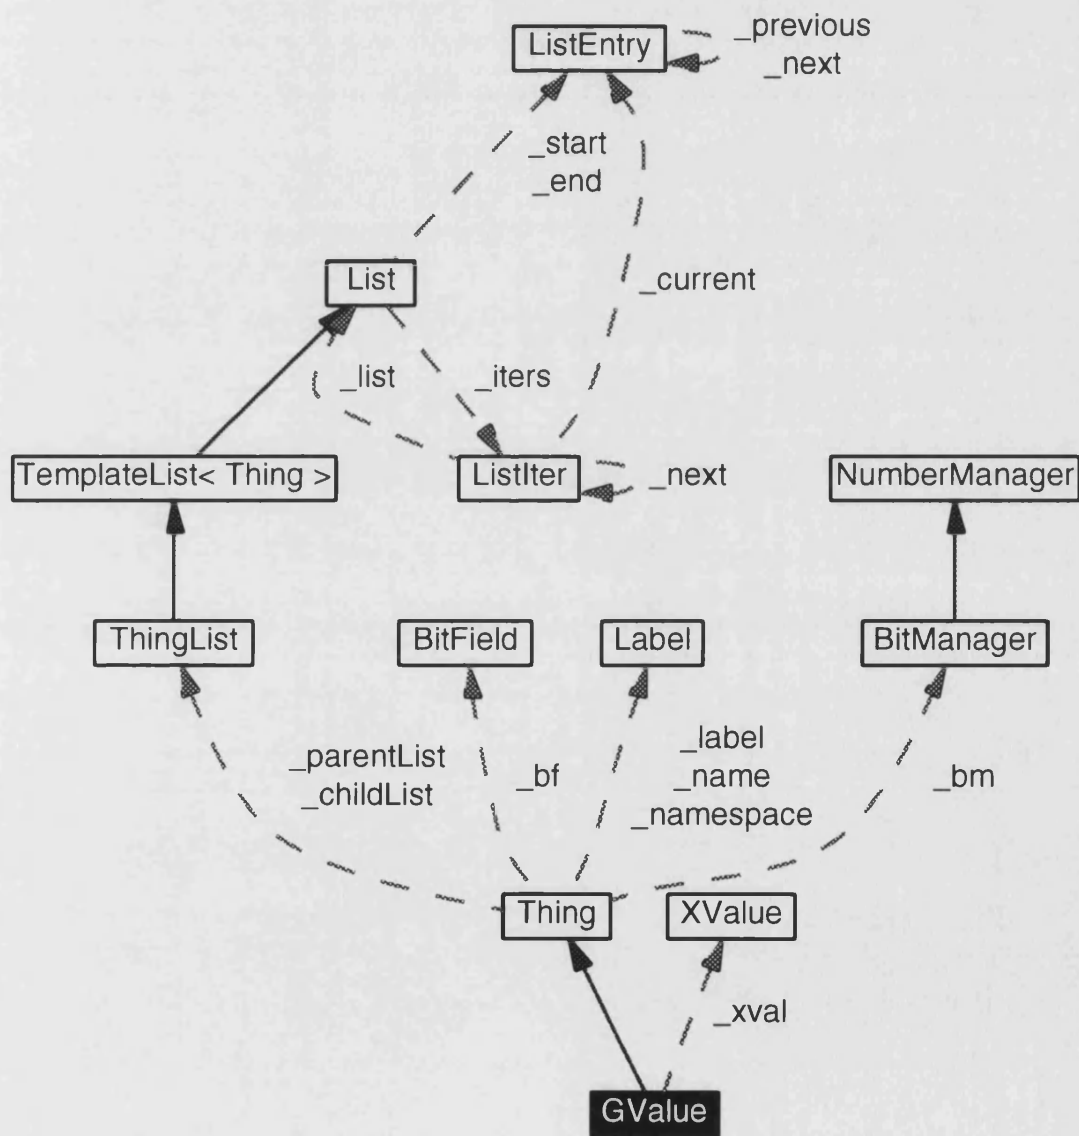 ListEntry
_previous
_next
_start
_end
List
_current
_list
_iters
TemplateList< Thing >
ListIter
_next
NumberManager
ThingList
BitField
Label
BitManager
_parentList
_childList
_bf
_label
_name
_namespace
_bm
Thing
XValue
_xval
GValue